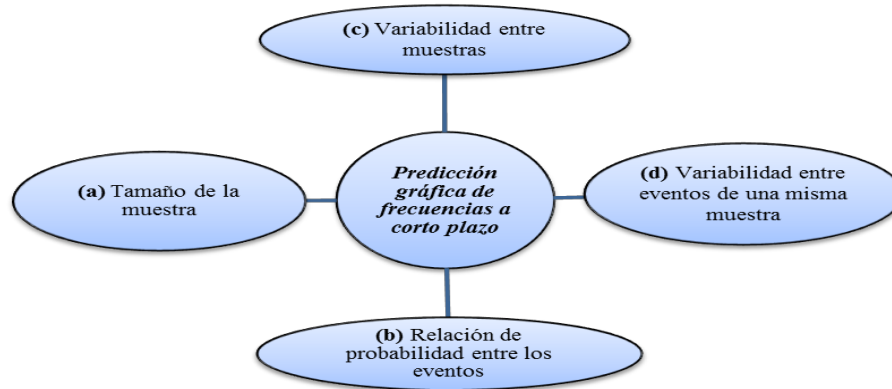 (c) Variabilidad entre
muestras
(a) Tamaño de la
muestra
Predicción
gráfica de
frecuencias a
corto plazo
(d) Variabilidad entre
eventos de una misma
muestra
(b) Relación de
probabilidad entre los
eventos